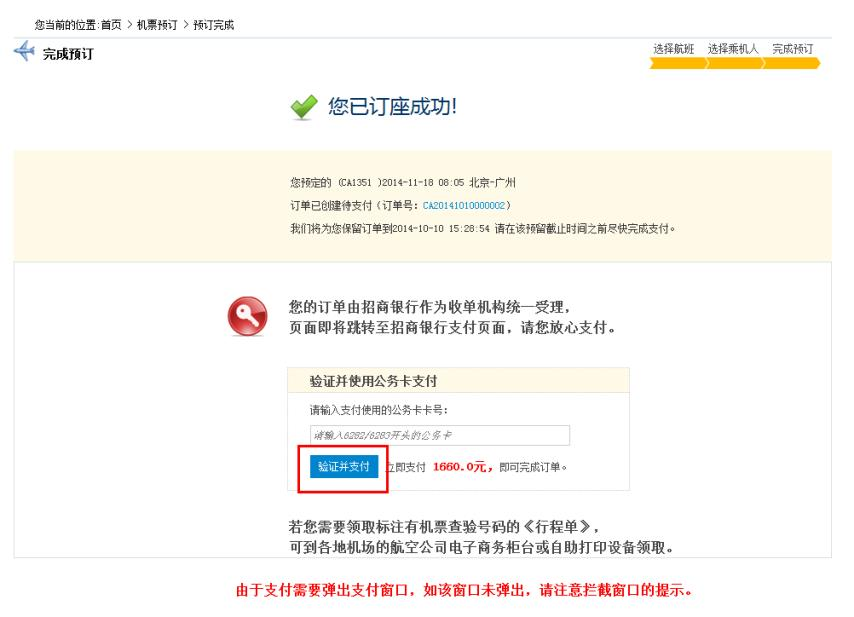 您当前的位置:首页 > 机票预订 > 预订完成
完成预订
选择航班 选择乘机人 完成预订
您已订座成功!
您预定的 (CA1351 )2014-11-18 08:05 北京-广州
订单已创建待支付(订单号: CA20141010000002)
我们将为您保留订单到2014-10-10 15:28:54 请在该预留截止时间之前尽快完成支付。
您的订单由招商银行作为收单机构统一受理,
页面即将跳转至招商银行支付页面,请您放心支付。
验证并使用公务卡支付
请输入支付使用的公务卡卡号:
请输入6282/6283开头的公务卡
验证并支付 立即支付 1660.0元, 即可完成订单。
若您需要领取标注有机票查验号码的《行程单》,
可到各地机场的航空公司电子商务柜台或自助打印设备领取。
由于支付需要弹出支付窗口,如该窗口未弹出,请注意拦截窗口的提示。